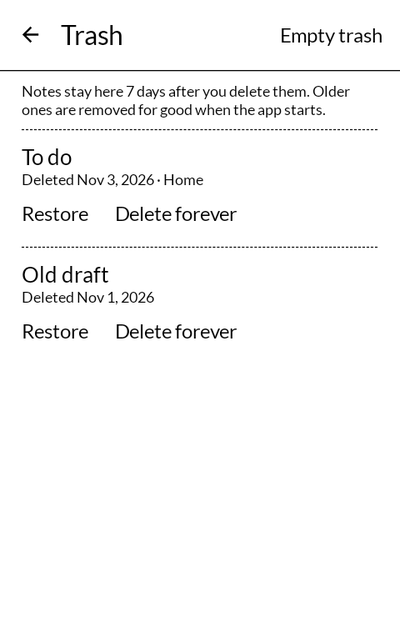 Trash
Empty trash
Notes stay here 7 days after you delete them. Older
ones are removed for good when the app starts.
To do
Deleted Nov 3, 2026 · Home
Restore
Delete forever
Old draft
Deleted Nov 1, 2026
Restore
Delete forever